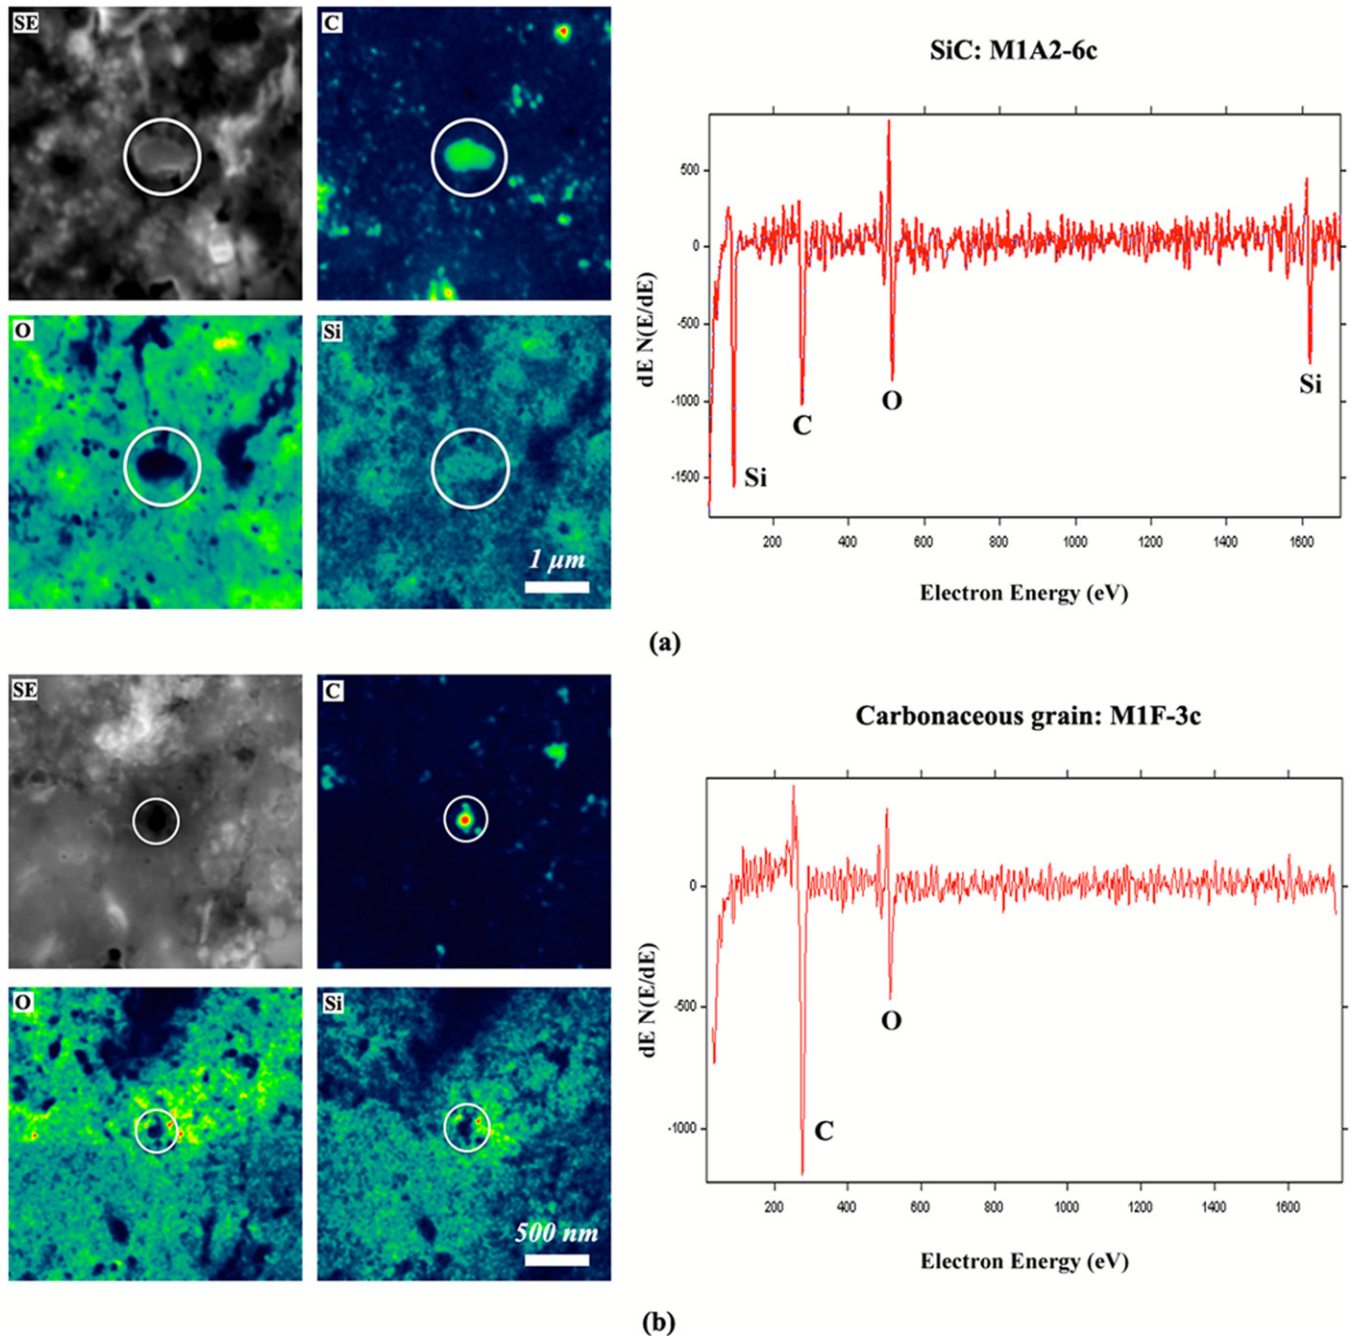 SE
C
O
Si
1 μm
SiC: M1A2-6c
dE N(E/dE)
500
0
-500
-1000
-1500
Si
C
O
Si
200 400 600 800 1000 1200 1400 1600
Electron Energy (eV)
(a)
SE
C
O
Si
500 nm
Carbonaceous grain: M1F-3c
dE N(E/dE)
0
-500
-1000
C
O
200 400 600 800 1000 1200 1400 1600
Electron Energy (eV)
(b)